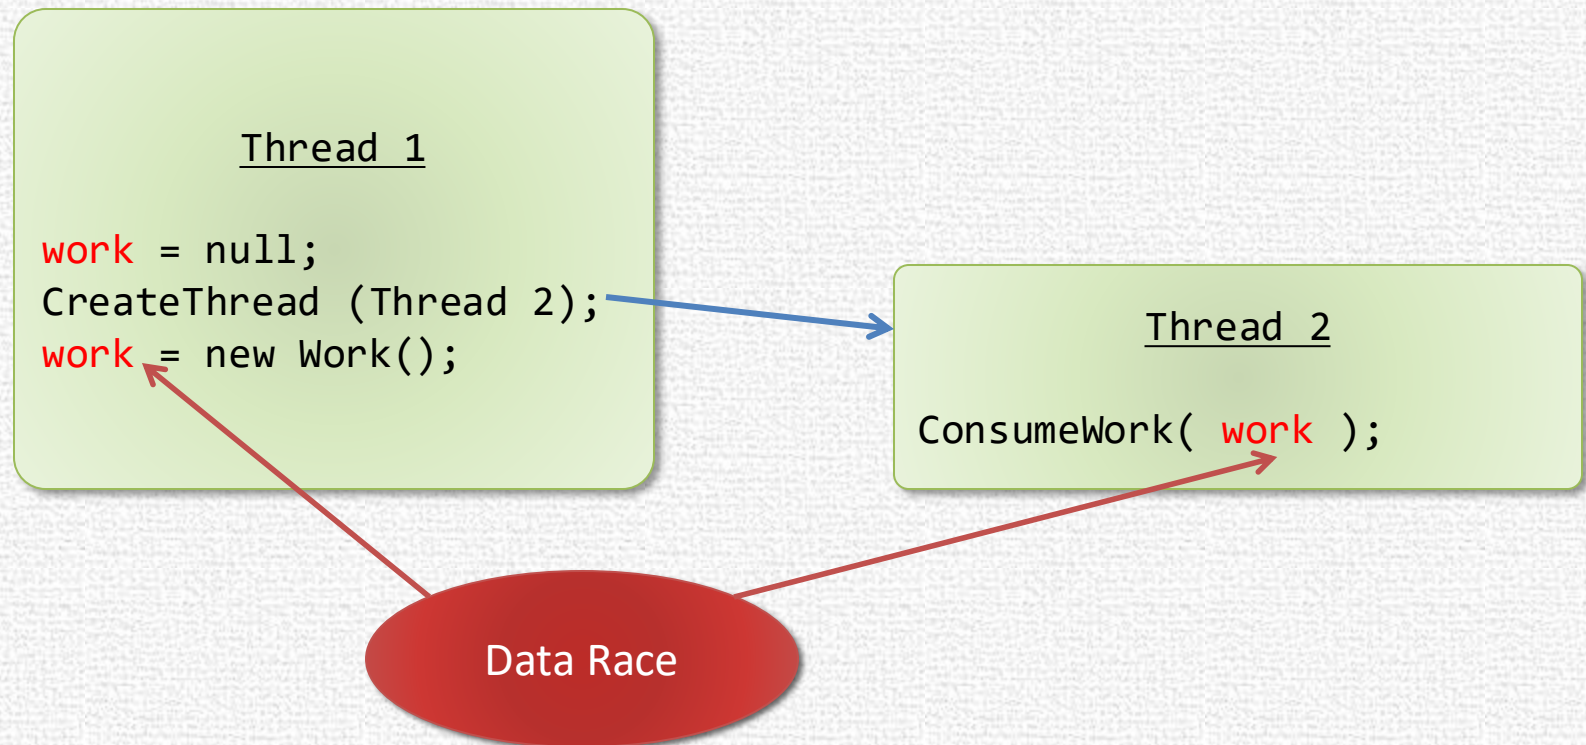 Thread 1
work = null;
CreateThread (Thread 2);
work = new Work();
Thread 2
ConsumeWork( work );
Data Race